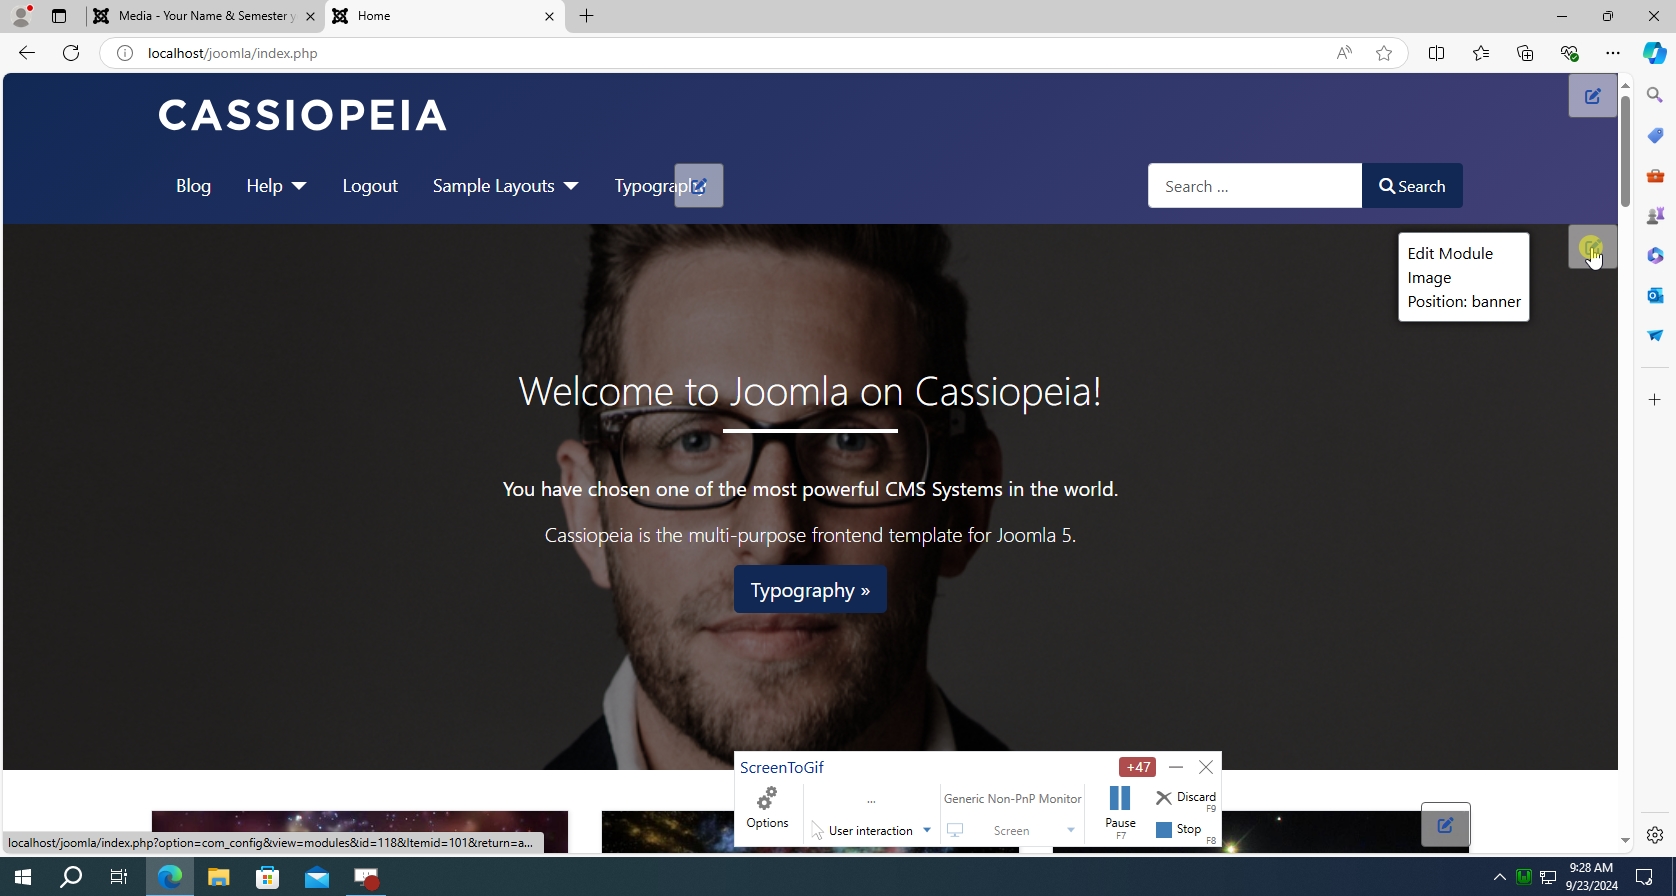 Media - Your Name & Semester
Home
localhost/joomla/index.php
CASSIOPEIA
Blog
Help
Logout
Sample Layouts
Typography
Search ...
Search
Edit Module
Image
Position: banner
Welcome to Joomla on Cassiopeia!
You have chosen one of the most powerful CMS Systems in the world.
Cassiopeia is the multi-purpose frontend template for Joomla 5.
Typography »
ScreenToGif
+47
Options
...
User interaction
Generic Non-PnP Monitor
Screen
Pause
F7
Discard
F9
Stop
F8
localhost/joomla/index.php?option=com_config&view=modules&id=118&Itemid=101&return=a...
9:28 AM
9/23/2024